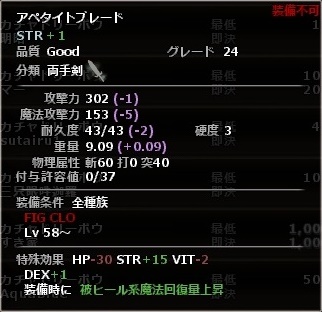 装備不可
アペタイトブレード
STR +1
品質 Good グレード 24
分類 両手剣
攻撃力 302 (-1)
魔法攻撃力 153 (-5)
耐久度 43/43 (-2) 硬度 3
重量 9.09 (+0.09)
物理属性 斬60 打0 突40
付与許容値 0/37
装備条件 全種族
FIG CLO
Lv 58～
特殊効果 HP-30 STR+15 VIT-2
DEX+1
装備時に 被ヒール系魔法回復量上昇